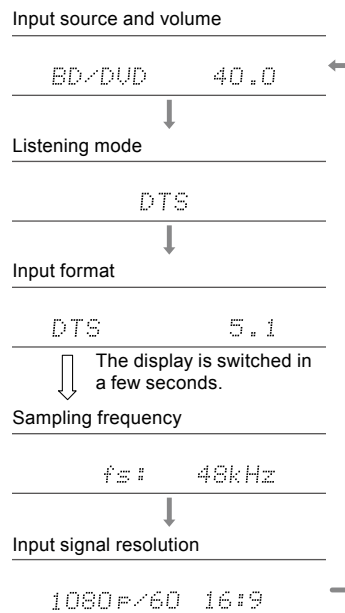 Input source and volume
BD/DVD 40.0
Listening mode
DTS
Input format
DTS 5.1
The display is switched in
a few seconds.
Sampling frequency
fs: 48kHz
Input signal resolution
1080p/60 16:9